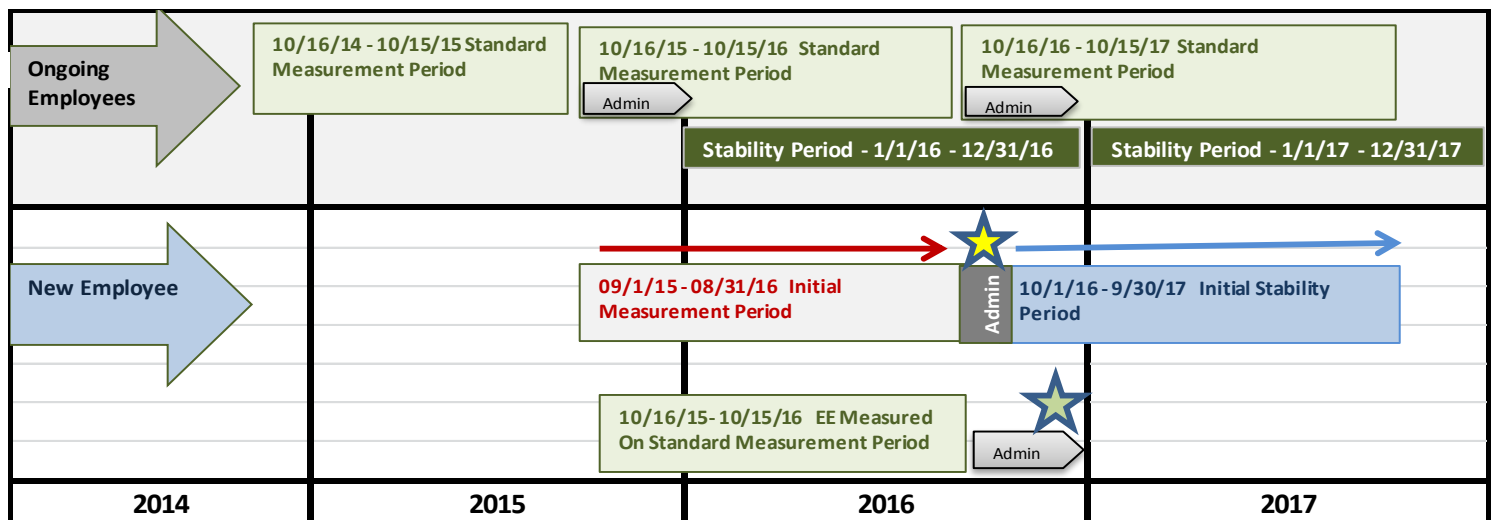 Ongoing
Employees
10/16/14 - 10/15/15 Standard
Measurement Period
10/16/15 - 10/15/16 Standard
Measurement Period
Admin
10/16/16 - 10/15/17 Standard
Measurement Period
Admin
Stability Period - 1/1/16 - 12/31/16
Stability Period - 1/1/17 - 12/31/17
New Employee
09/1/15 - 08/31/16 Initial
Measurement Period
Admin
10/1/16 - 9/30/17 Initial Stability
Period
10/16/15- 10/15/16 EE Measured
On Standard Measurement Period
Admin
2014
2015
2016
2017